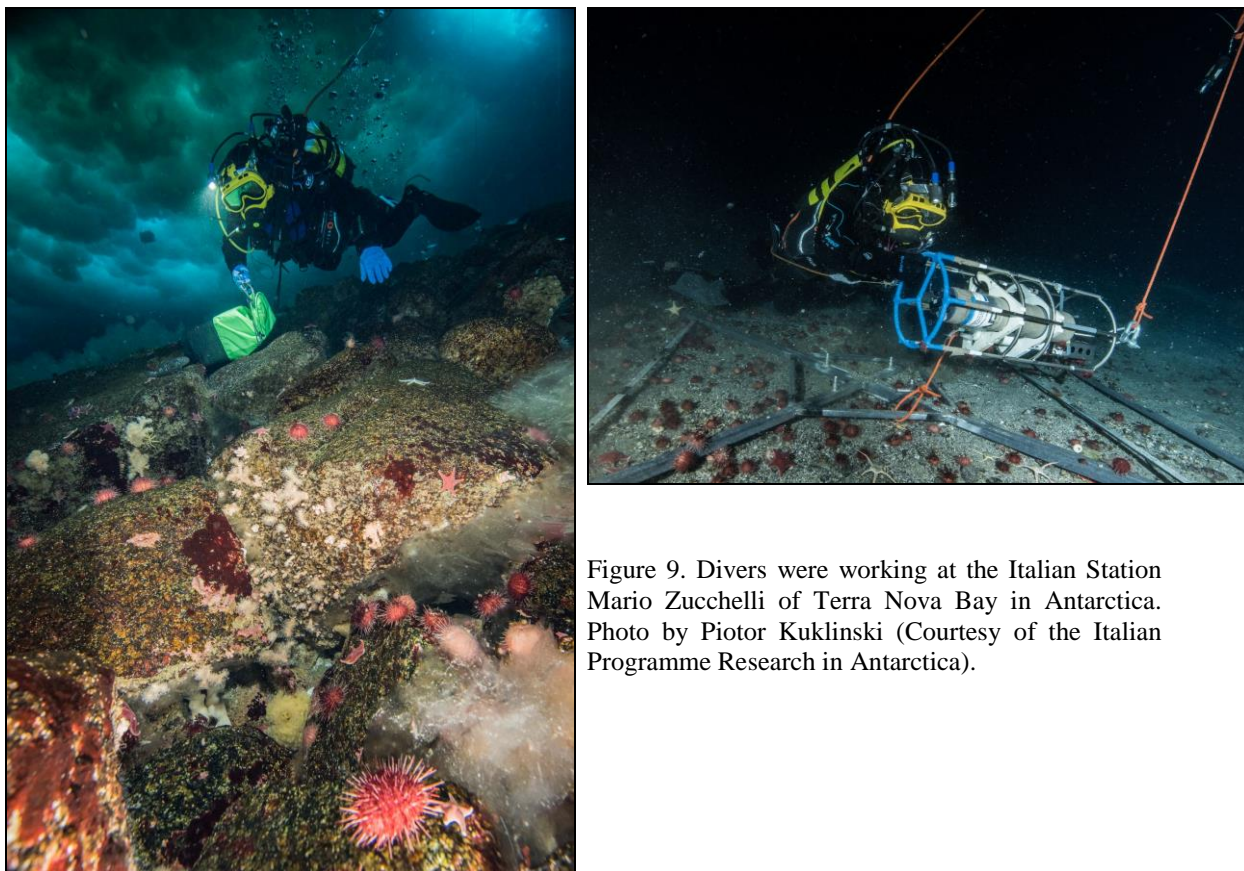 Figure 9. Divers were working at the Italian Station
Mario Zucchelli of Terra Nova Bay in Antarctica.
Photo by Piotor Kuklinski (Courtesy of the Italian
Programme Research in Antarctica).